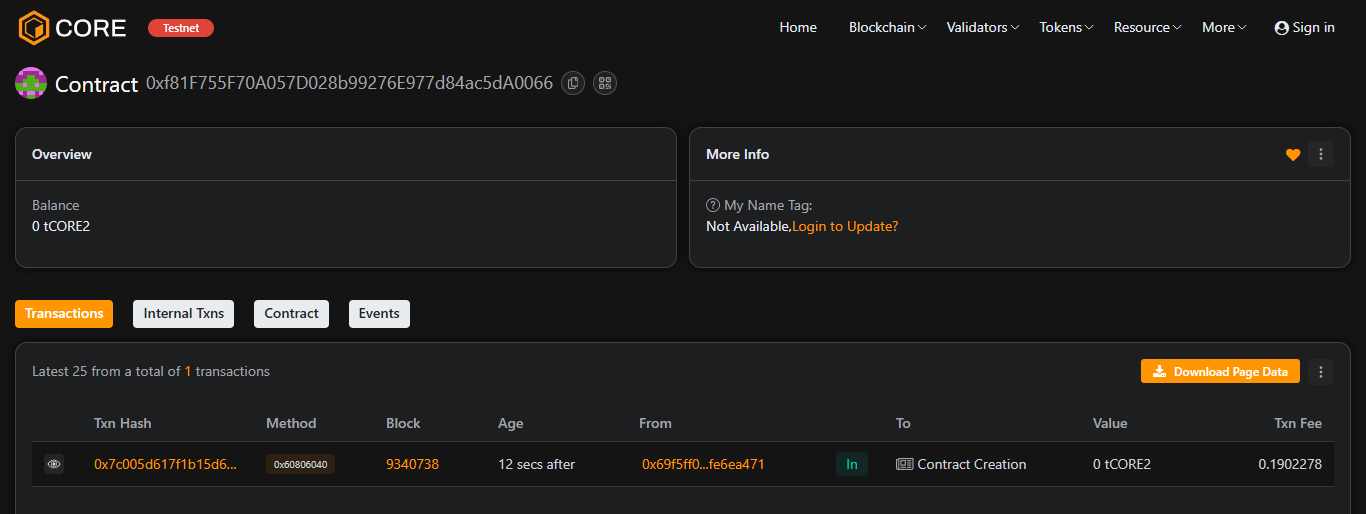 CORE Testnet Home Blockchain Validators Tokens Resource More Sign in
Contract 0xf81F755F70A057D028b99276E977d84ac5dA0066
Overview
More Info
Balance
0 tCORE2
My Name Tag:
Not Available,Login to Update?
Transactions Internal Txns Contract Events
Latest 25 from a total of 1 transactions
Download Page Data
Txn Hash Method Block Age From To Value Txn Fee
0x7c005d617f1b15d6... 0x60806040 9340738 12 secs after 0x69f5ff0...fe6ea471 In Contract Creation 0 tCORE2 0.1902278